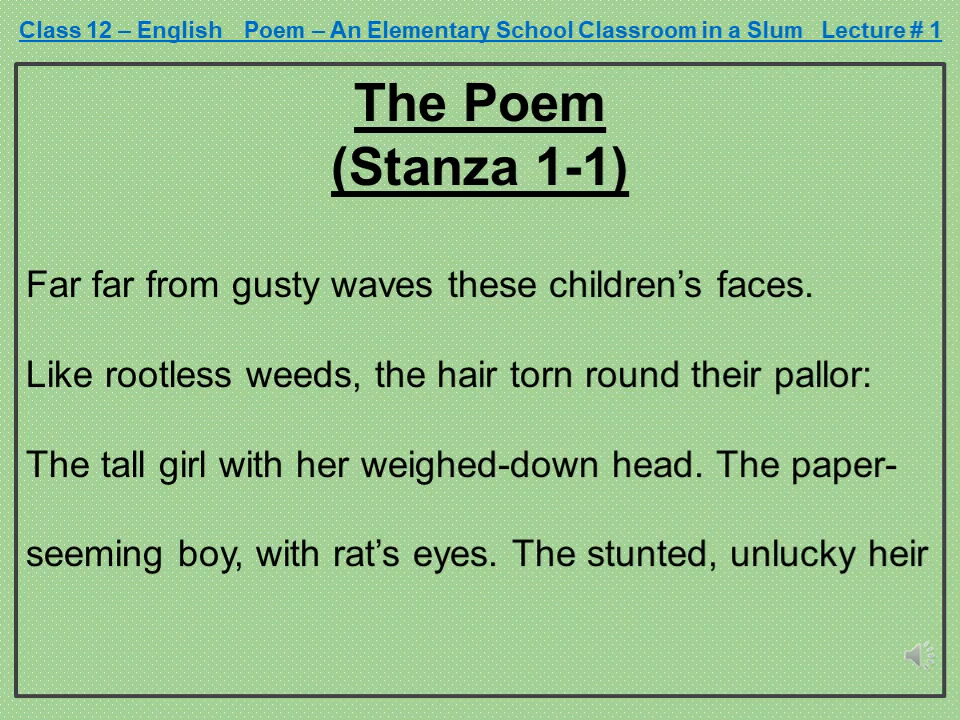 Class 12 – English   Poem – An Elementary School Classroom in a Slum   Lecture # 1
The Poem
(Stanza 1-1)
Far far from gusty waves these children’s faces.
Like rootless weeds, the hair torn round their pallor:
The tall girl with her weighed-down head. The paper-
seeming boy, with rat’s eyes. The stunted, unlucky heir